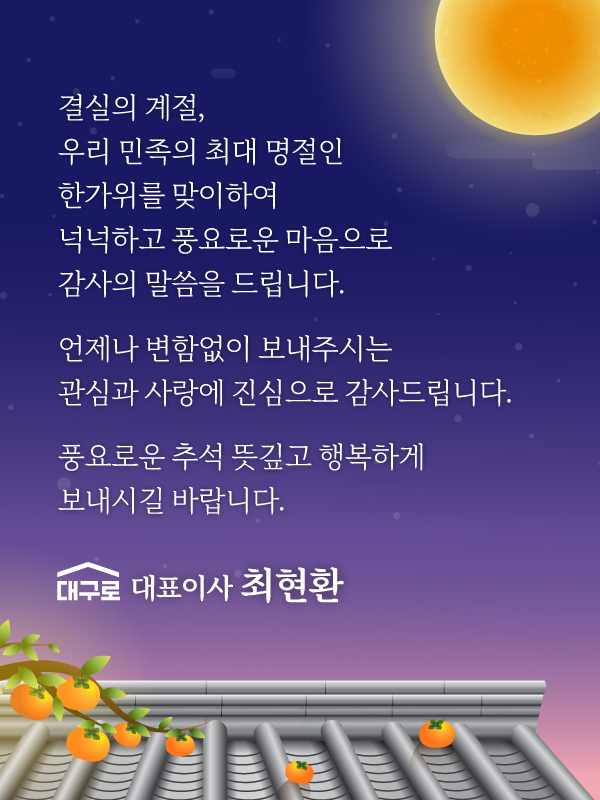 결실의 계절,
우리 민족의 최대 명절인
한가위를 맞이하여
넉넉하고 풍요로운 마음으로
감사의 말씀을 드립니다.
언제나 변함없이 보내주시는
관심과 사랑에 진심으로 감사드립니다.
풍요로운 추석 뜻깊고 행복하게
보내시길 바랍니다.
대구로 대표이사 최현환